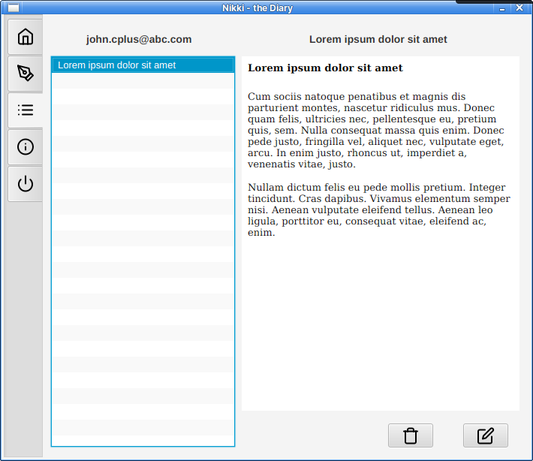 Nikki - the Diary
john.cplus@abc.com
Lorem ipsum dolor sit amet
Lorem ipsum dolor sit amet
Lorem ipsum dolor sit amet
Cum sociis natoque penatibus et magnis dis
parturient montes, nascetur ridiculus mus. Donec
quam felis, ultricies nec, pellentesque eu, pretium
quis, sem. Nulla consequat massa quis enim. Donec
pede justo, fringilla vel, aliquet nec, vulputate eget,
arcu. In enim justo, rhoncus ut, imperdiet a,
venenatis vitae, justo.
Nullam dictum felis eu pede mollis pretium. Integer
tincidunt. Cras dapibus. Vivamus elementum semper
nisi. Aenean vulputate eleifend tellus. Aenean leo
ligula, porttitor eu, consequat vitae, eleifend ac,
enim.